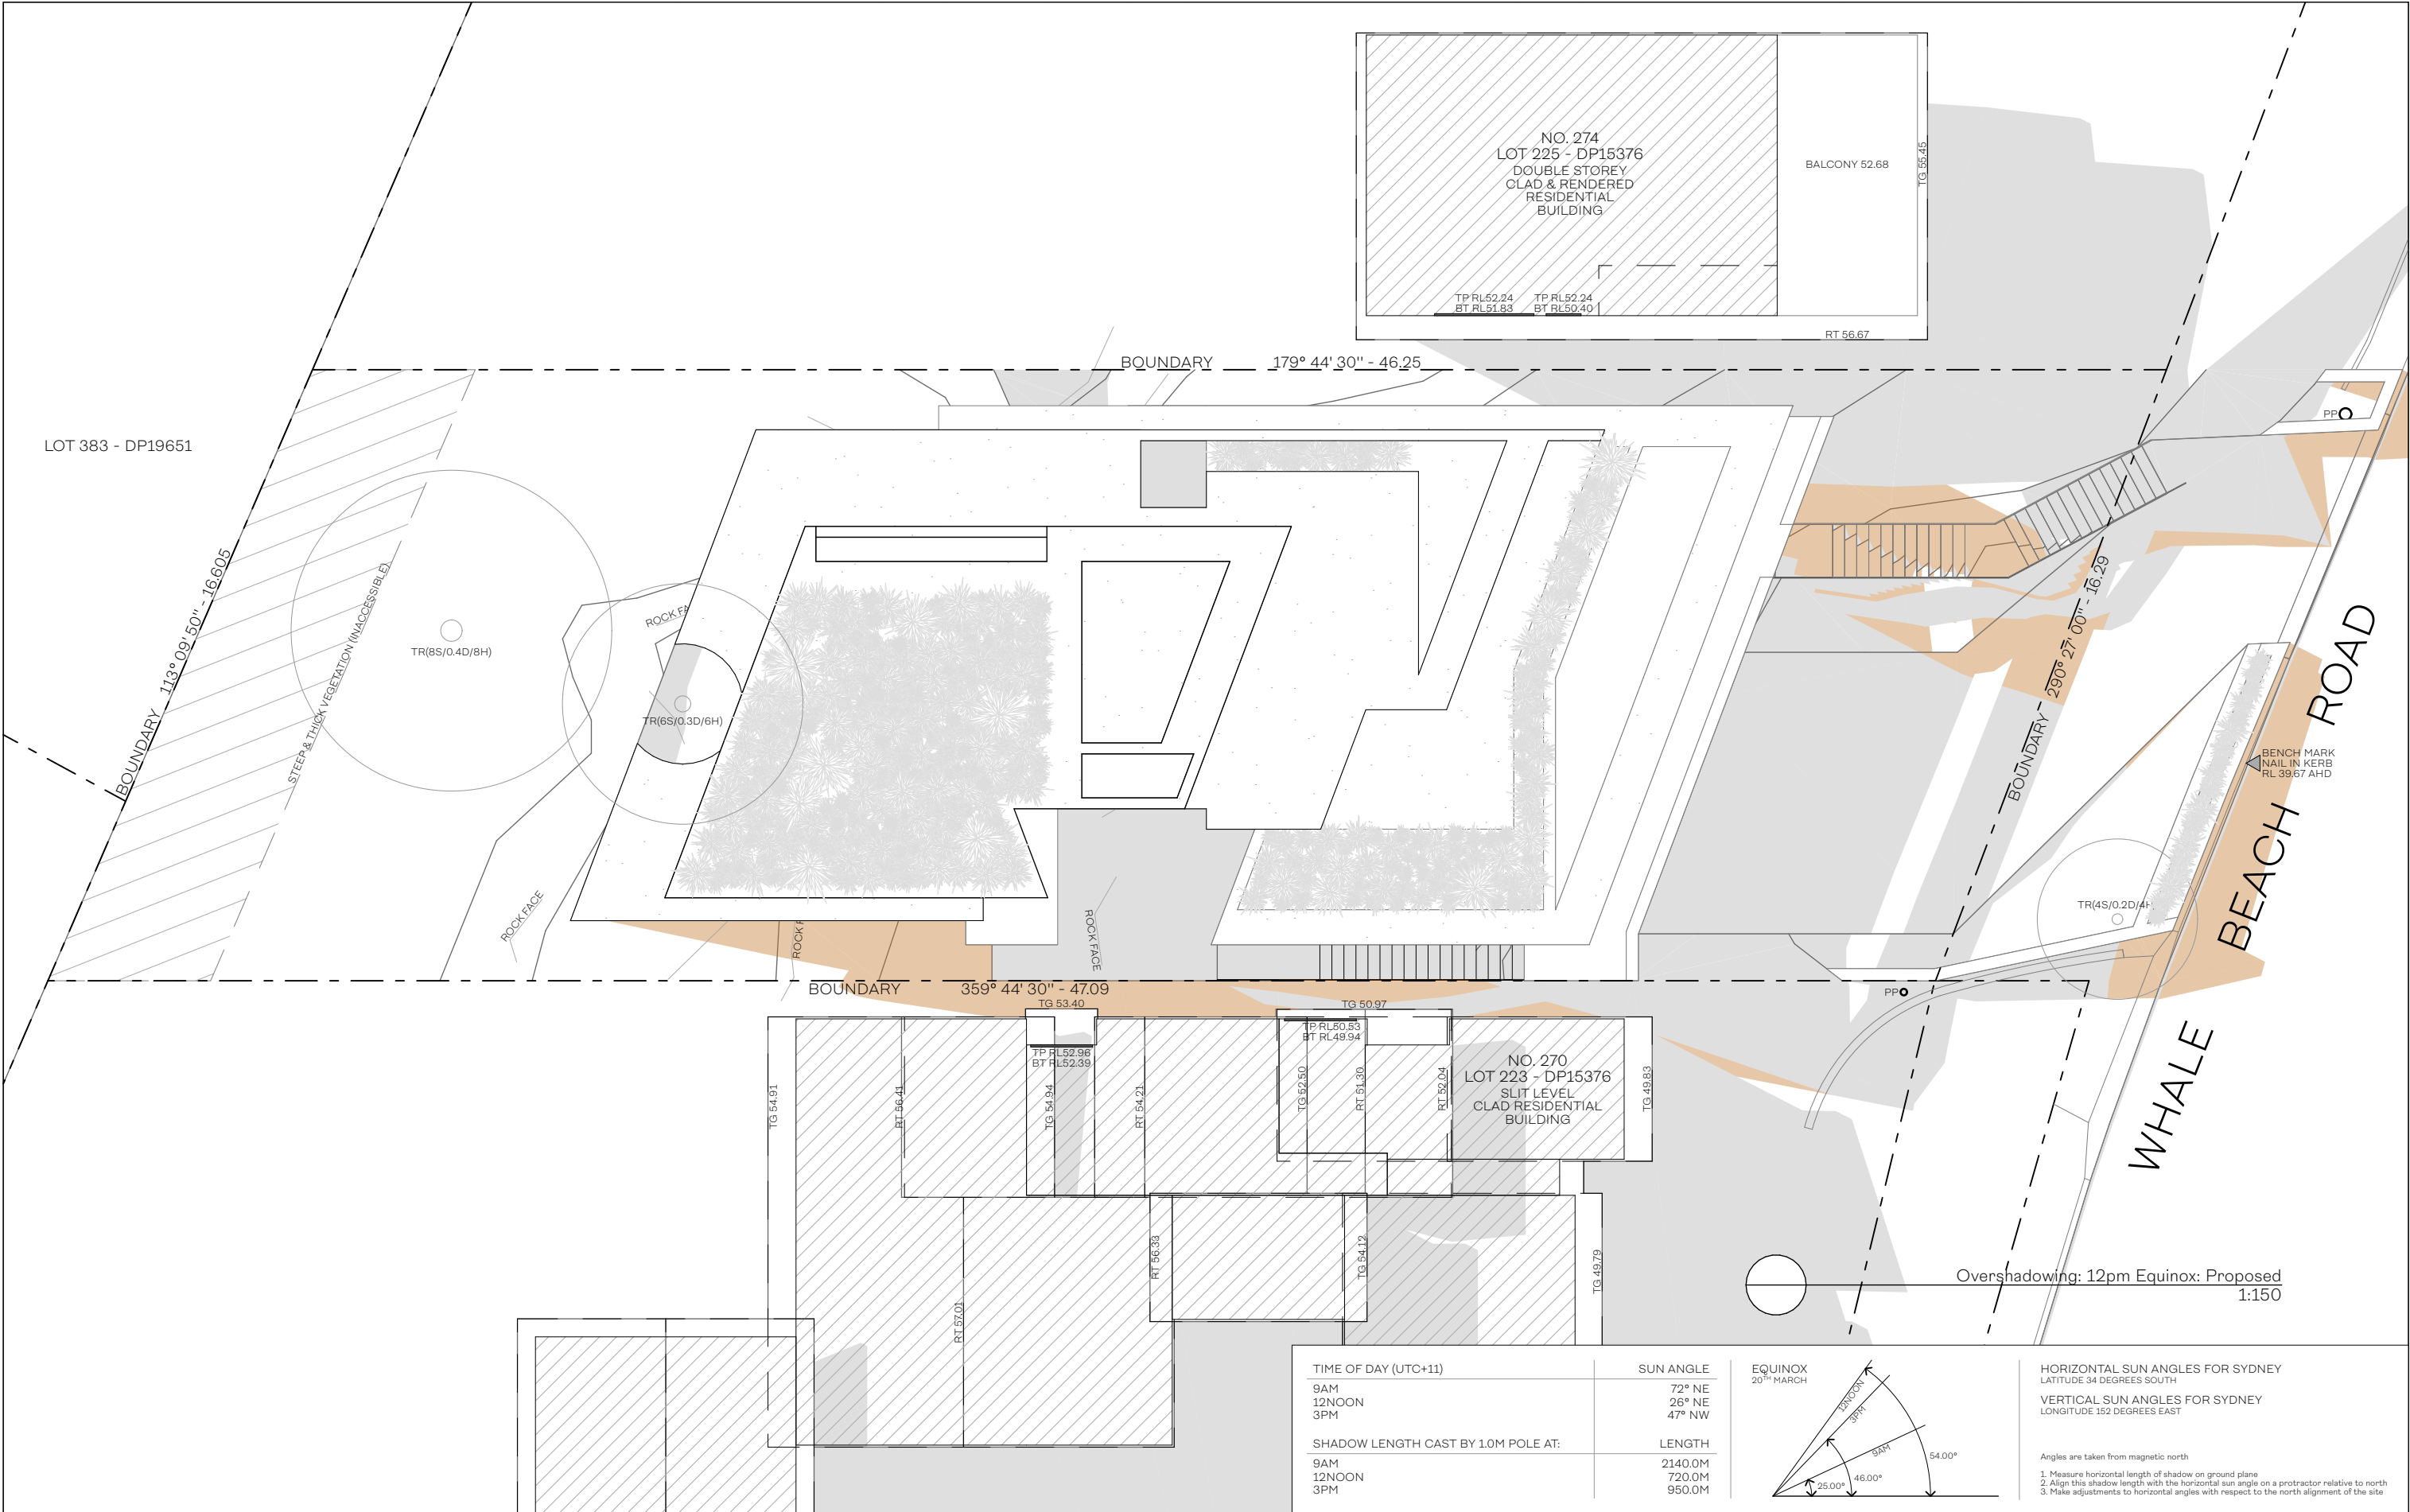 NO. 274
LOT 225 - DP15376
DOUBLE STOREY
CLAD & RENDERED
RESIDENTIAL
BUILDING
BALCONY 52.68
TG 55.45
TP RL52.24
BT RL51.83
TP RL52.24
BT RL50.40
RT 56.67
BOUNDARY 179° 44' 30'' - 46.25
LOT 383 - DP19651
PP
BOUNDARY 113° 09' 50'' - 16.605
STEEP & THICK VEGETATION (INACCESSIBLE)
TR(8S/0.4D/8H)
ROCK FA
TR(6S/0.3D/6H)
BOUNDARY 290° 27' 00'' - 16.29
BENCH MARK
NAIL IN KERB
RL 39.67 AHD
WHALE BEACH ROAD
TR(4S/0.2D/4H
ROCK FACE
ROCK F
ROCK FACE
BOUNDARY 359° 44' 30'' - 47.09
PP
TG 53.40
TG 50.97
TP RL52.96
BT RL52.39
TP RL50.53
BT RL49.94
NO. 270
LOT 223 - DP15376
SLIT LEVEL
CLAD RESIDENTIAL
BUILDING
TG 54.91
RT 56.41
TG 54.94
RT 54.21
TG 52.50
RT 51.30
RT 52.04
TG 49.83
RT 56.33
TG 54.12
TG 49.79
RT 57.01
Overshadowing: 12pm Equinox: Proposed
1:150
TIME OF DAY (UTC+11) SUN ANGLE
9AM 72° NE
12NOON 26° NE
3PM 47° NW
SHADOW LENGTH CAST BY 1.0M POLE AT: LENGTH
9AM 2140.0M
12NOON 720.0M
3PM 950.0M
EQUINOX
20TH MARCH
12NOON
3PM
9AM
54.00°
46.00°
25.00°
HORIZONTAL SUN ANGLES FOR SYDNEY
LATITUDE 34 DEGREES SOUTH
VERTICAL SUN ANGLES FOR SYDNEY
LONGITUDE 152 DEGREES EAST
Angles are taken from magnetic north
1. Measure horizontal length of shadow on ground plane
2. Align this shadow length with the horizontal sun angle on a protractor relative to north
3. Make adjustments to horizontal angles with respect to the north alignment of the site